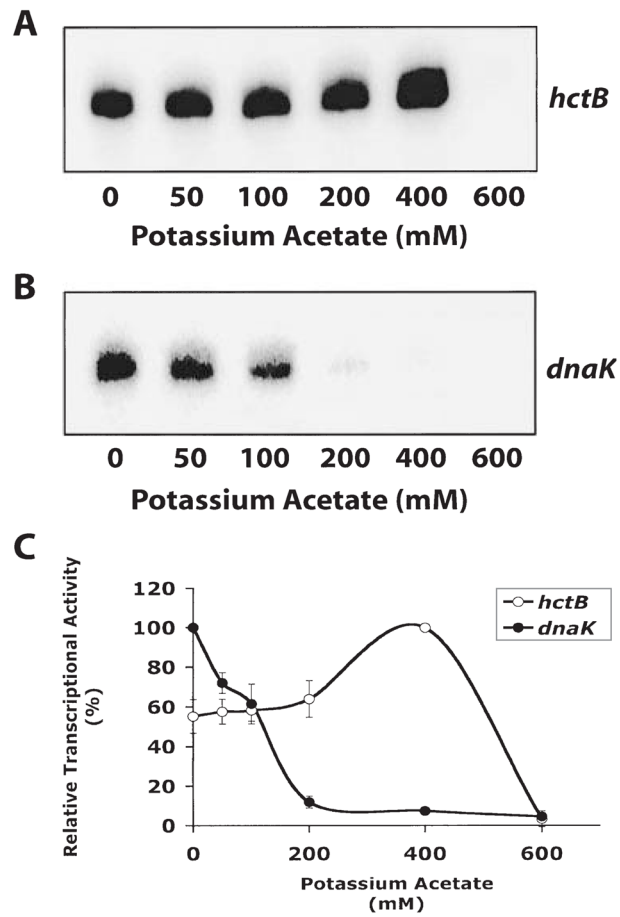 A
hctB
0 50 100 200 400 600
Potassium Acetate (mM)
B
dnaK
0 50 100 200 400 600
Potassium Acetate (mM)
C
Relative Transcriptional Activity
(%)
120
100
80
60
40
20
0
hctB
dnaK
0 200 400 600
Potassium Acetate
(mM)